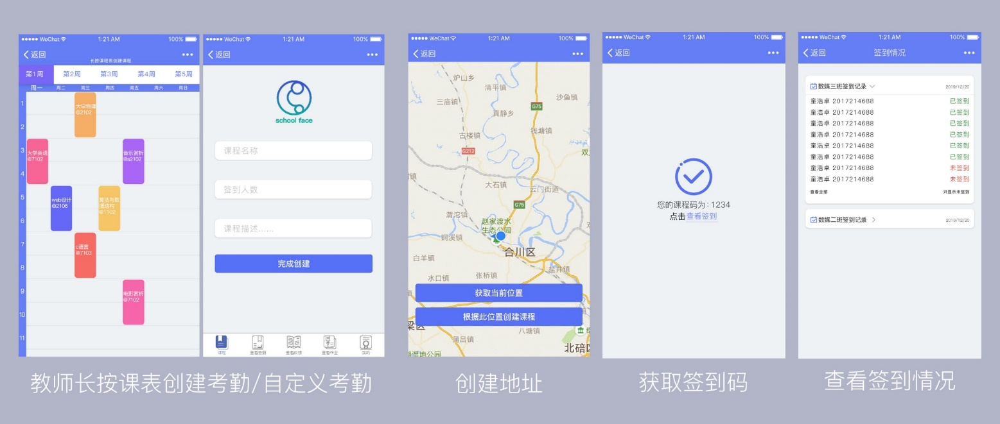 ●●●●● WeChat 1:21 AM 100%
返回
长按课程表创建课程
第1周 第2周 第3周 第4周 第5周
周一 周二 周三 周四 周五 周六 周日
1
2
3
4
5
6
7
8
9
10
11
大学物理
@2102
大学英语
@7102
音乐赏析
@s2102
web设计
@2106
算法与数
据结构
@1102
c语言
@7103
电影赏析
@7102
●●●●● WeChat 1:21 AM 100%
返回
school face
课程名称
签到人数
课程描述......
完成创建
课程 查看签到 查看反馈 查看作业 我的
教师长按课表创建考勤/自定义考勤
●●●●● WeChat 1:21 AM 100%
返回
炉山乡
清平镇
沙鱼镇
三庙镇
G75
真静乡
古楼镇
钱塘镇
G212
双
镇
大石镇
云门街道
G75
渭沱镇
赵家渡水
生态公园
铜溪镇
合川区
白羊镇
盐井镇
张桥镇
水口镇
获取当前位置
根据此位置创建课程
梁区
八塘镇
蒲吕镇
北碚区
湿地公园
创建地址
●●●●● WeChat 1:21 AM 100%
返回
您的课程码为:1234
点击查看签到
获取签到码
●●●●● WeChat 1:21 AM 100%
返回 签到情况
数媒三班签到记录 2019/12/20
童浩卓 2017214688 已签到
童浩卓 2017214688 已签到
童浩卓 2017214688 已签到
童浩卓 2017214688 已签到
童浩卓 2017214688 已签到
童浩卓 2017214688 已签到
童浩卓 2017214688 未签到
童浩卓 2017214688 未签到
查看全部 只显示未签到
数媒二班签到记录 2019/12/20
查看签到情况